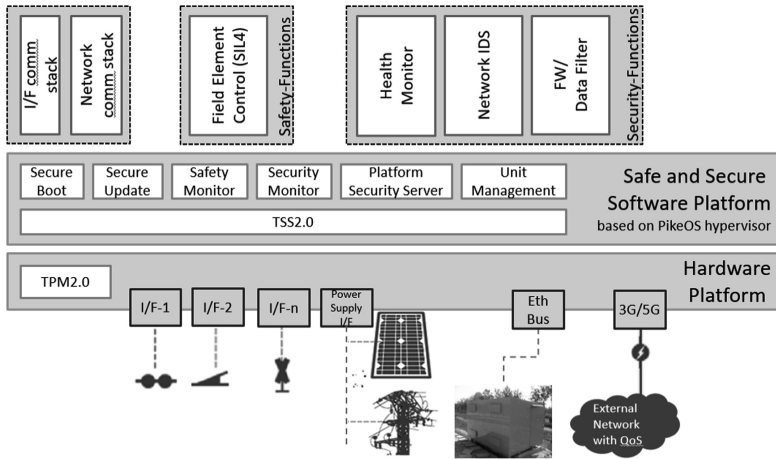 I/F comm
stack
Network
comm stack
Field Element
Control (SIL4)
Safety-Functions
Health
Monitor
Network IDS
FW/
Data Filter
Security-Functions
Secure
Boot
Secure
Update
Safety
Monitor
Security
Monitor
Platform
Security Server
Unit
Management
TSS2.0
Safe and Secure
Software Platform
based on PikeOS hypervisor
Hardware
Platform
TPM2.0
I/F-1
I/F-2
I/F-n
Power
Supply
I/F
Eth
Bus
3G/5G
External
Network
with QoS